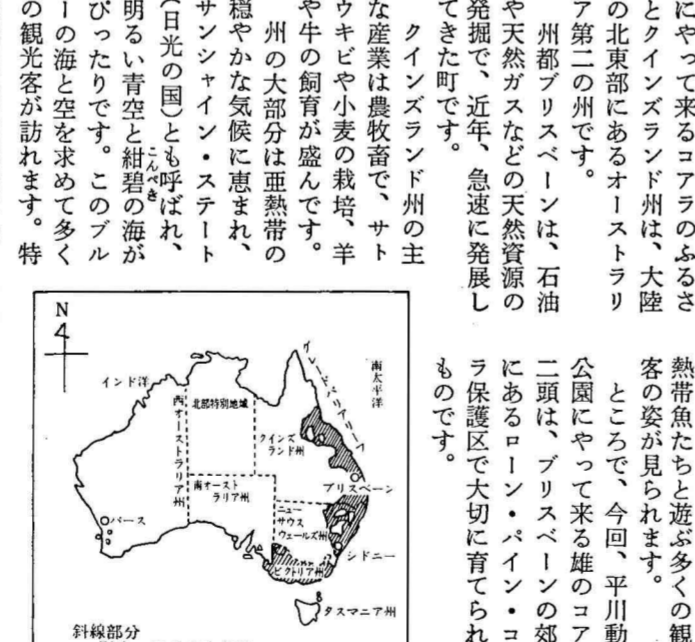 にやって来るコアラのふるさ
とクインズランド州は、大陸
の北東部にあるオーストラリ
ア第二の州です。
州都ブリスベーンは、石油
や天然ガスなどの天然資源の
発掘で、近年、急速に発展し
てきた町です。
クインズランド州の主
な産業は農牧畜で、サト
ウキビや小麦の栽培、羊
や牛の飼育が盛んです。
州の大部分は亜熱帯の
穏やかな気候に恵まれ、
サンシャイン・ステート
(日光の国)とも呼ばれ、
明るい青空と紺碧の海が
こんぺき
ぴったりです。このブル
ーの海と空を求めて多く
の観光客が訪れます。特
熱帯魚たちと遊ぶ多くの観
客の姿が見られます。
ところで、今回、平川動
公園にやって来る雄のコア
二頭は、ブリスベーンの郊
にあるローン・パイン・コ
ラ保護区で大切に育てられ
ものです。
N
南太平洋
グレートバリアリーフ
インド洋
北部特別地域
西オーストラリア州
クインズ
ランド州
南オースト
ラリア州
ブリスベーン
ニュー
サウス
ウェールズ州
パース
シドニー
ビクトリア州
タスマニア州
斜線部分